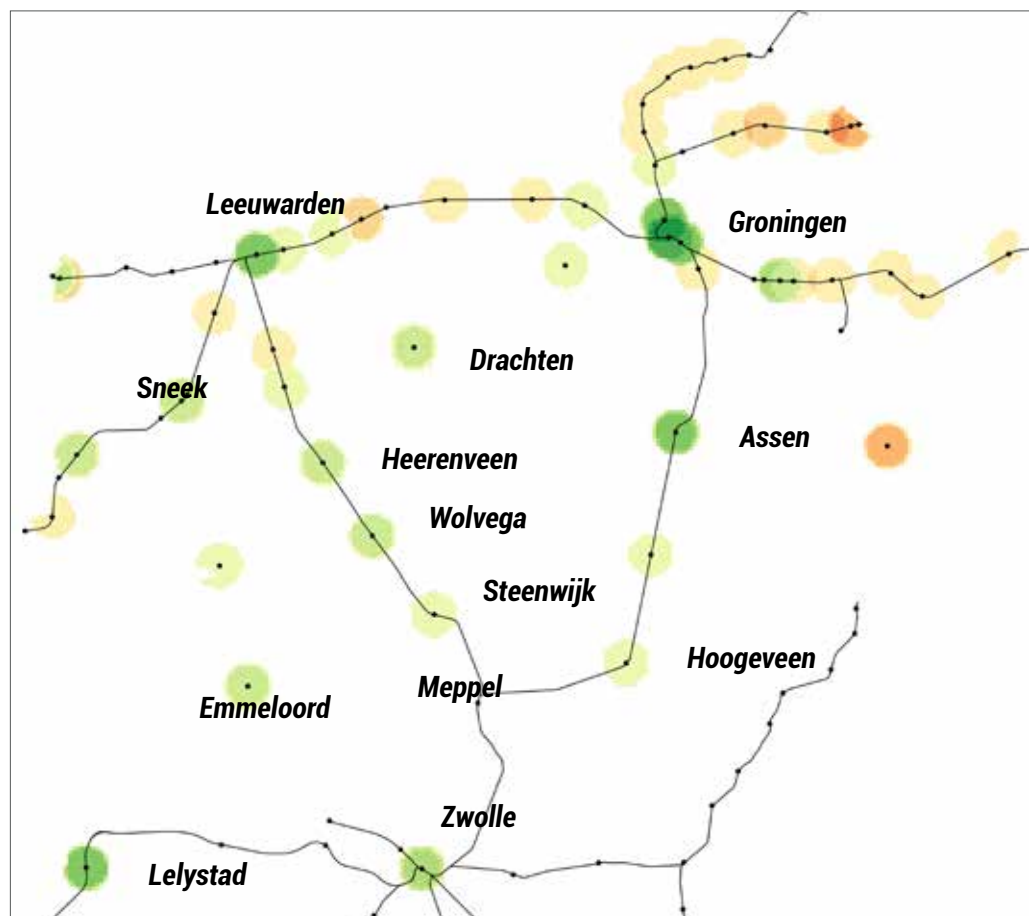 Leeuwarden
Groningen
Drachten
Sneek
Assen
Heerenveen
Wolvega
Steenwijk
Hoogeveen
Meppel
Emmeloord
Zwolle
Lelystad